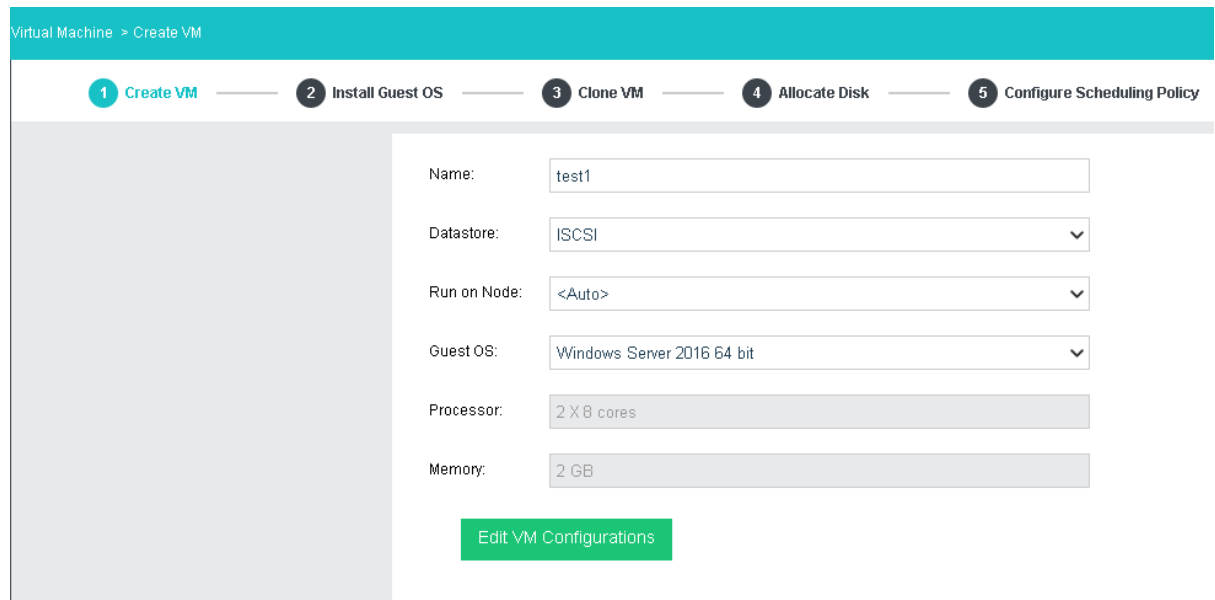 Virtual Machine > Create VM
1 Create VM 2 Install Guest OS 3 Clone VM 4 Allocate Disk 5 Configure Scheduling Policy
Name: test1
Datastore: ISCSI
Run on Node: <Auto>
Guest OS: Windows Server 2016 64 bit
Processor: 2 X 8 cores
Memory: 2 GB
Edit VM Configurations